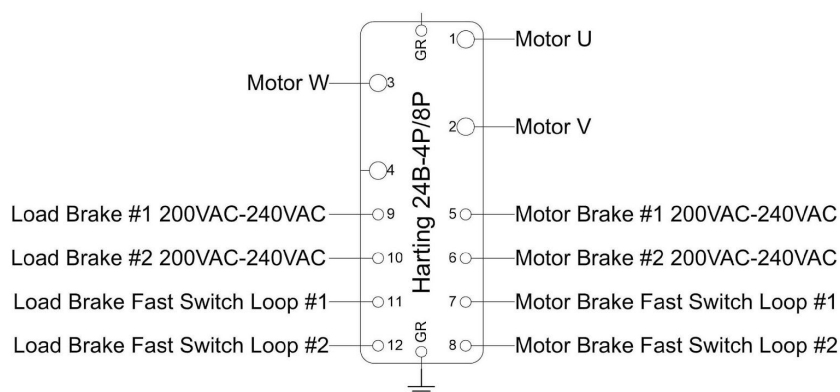 GR
1 Motor U
Motor W 3
2 Motor V
4
Harting 24B-4P/8P
Load Brake #1 200VAC-240VAC 9
5 Motor Brake #1 200VAC-240VAC
Load Brake #2 200VAC-240VAC 10
6 Motor Brake #2 200VAC-240VAC
Load Brake Fast Switch Loop #1 11
7 Motor Brake Fast Switch Loop #1
Load Brake Fast Switch Loop #2 12
8 Motor Brake Fast Switch Loop #2
GR